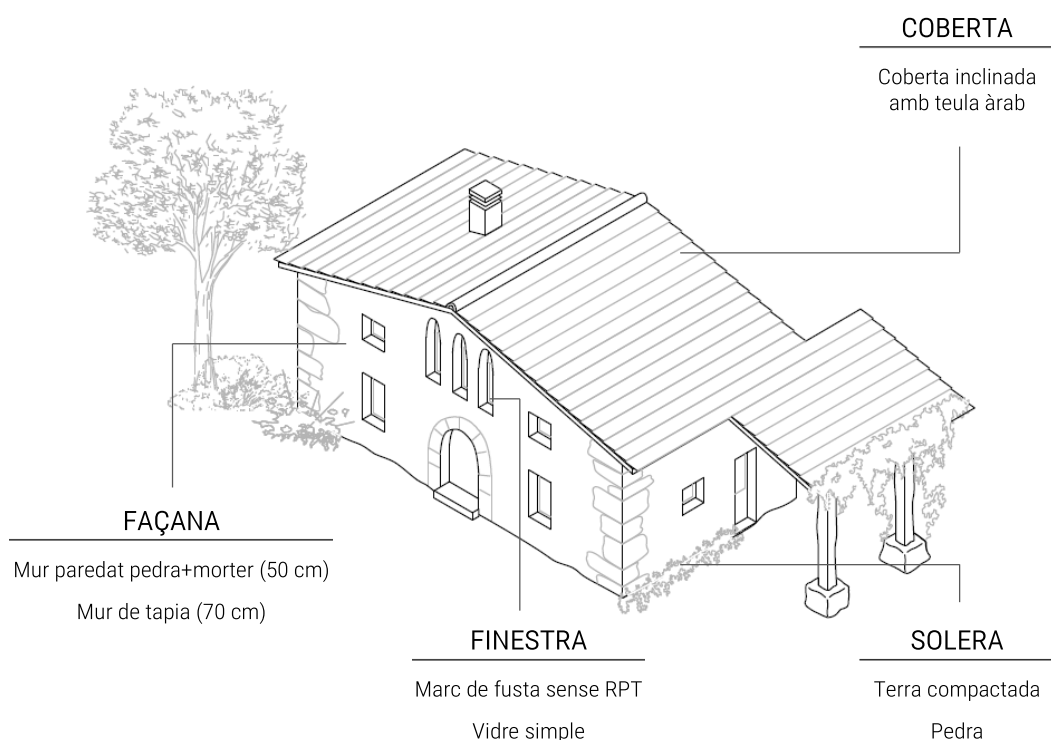 COBERTA
Coberta inclinada
amb teula àrab
FAÇANA
Mur paredat pedra+morter (50 cm)
Mur de tapia (70 cm)
FINESTRA
Marc de fusta sense RPT
Vidre simple
SOLERA
Terra compactada
Pedra